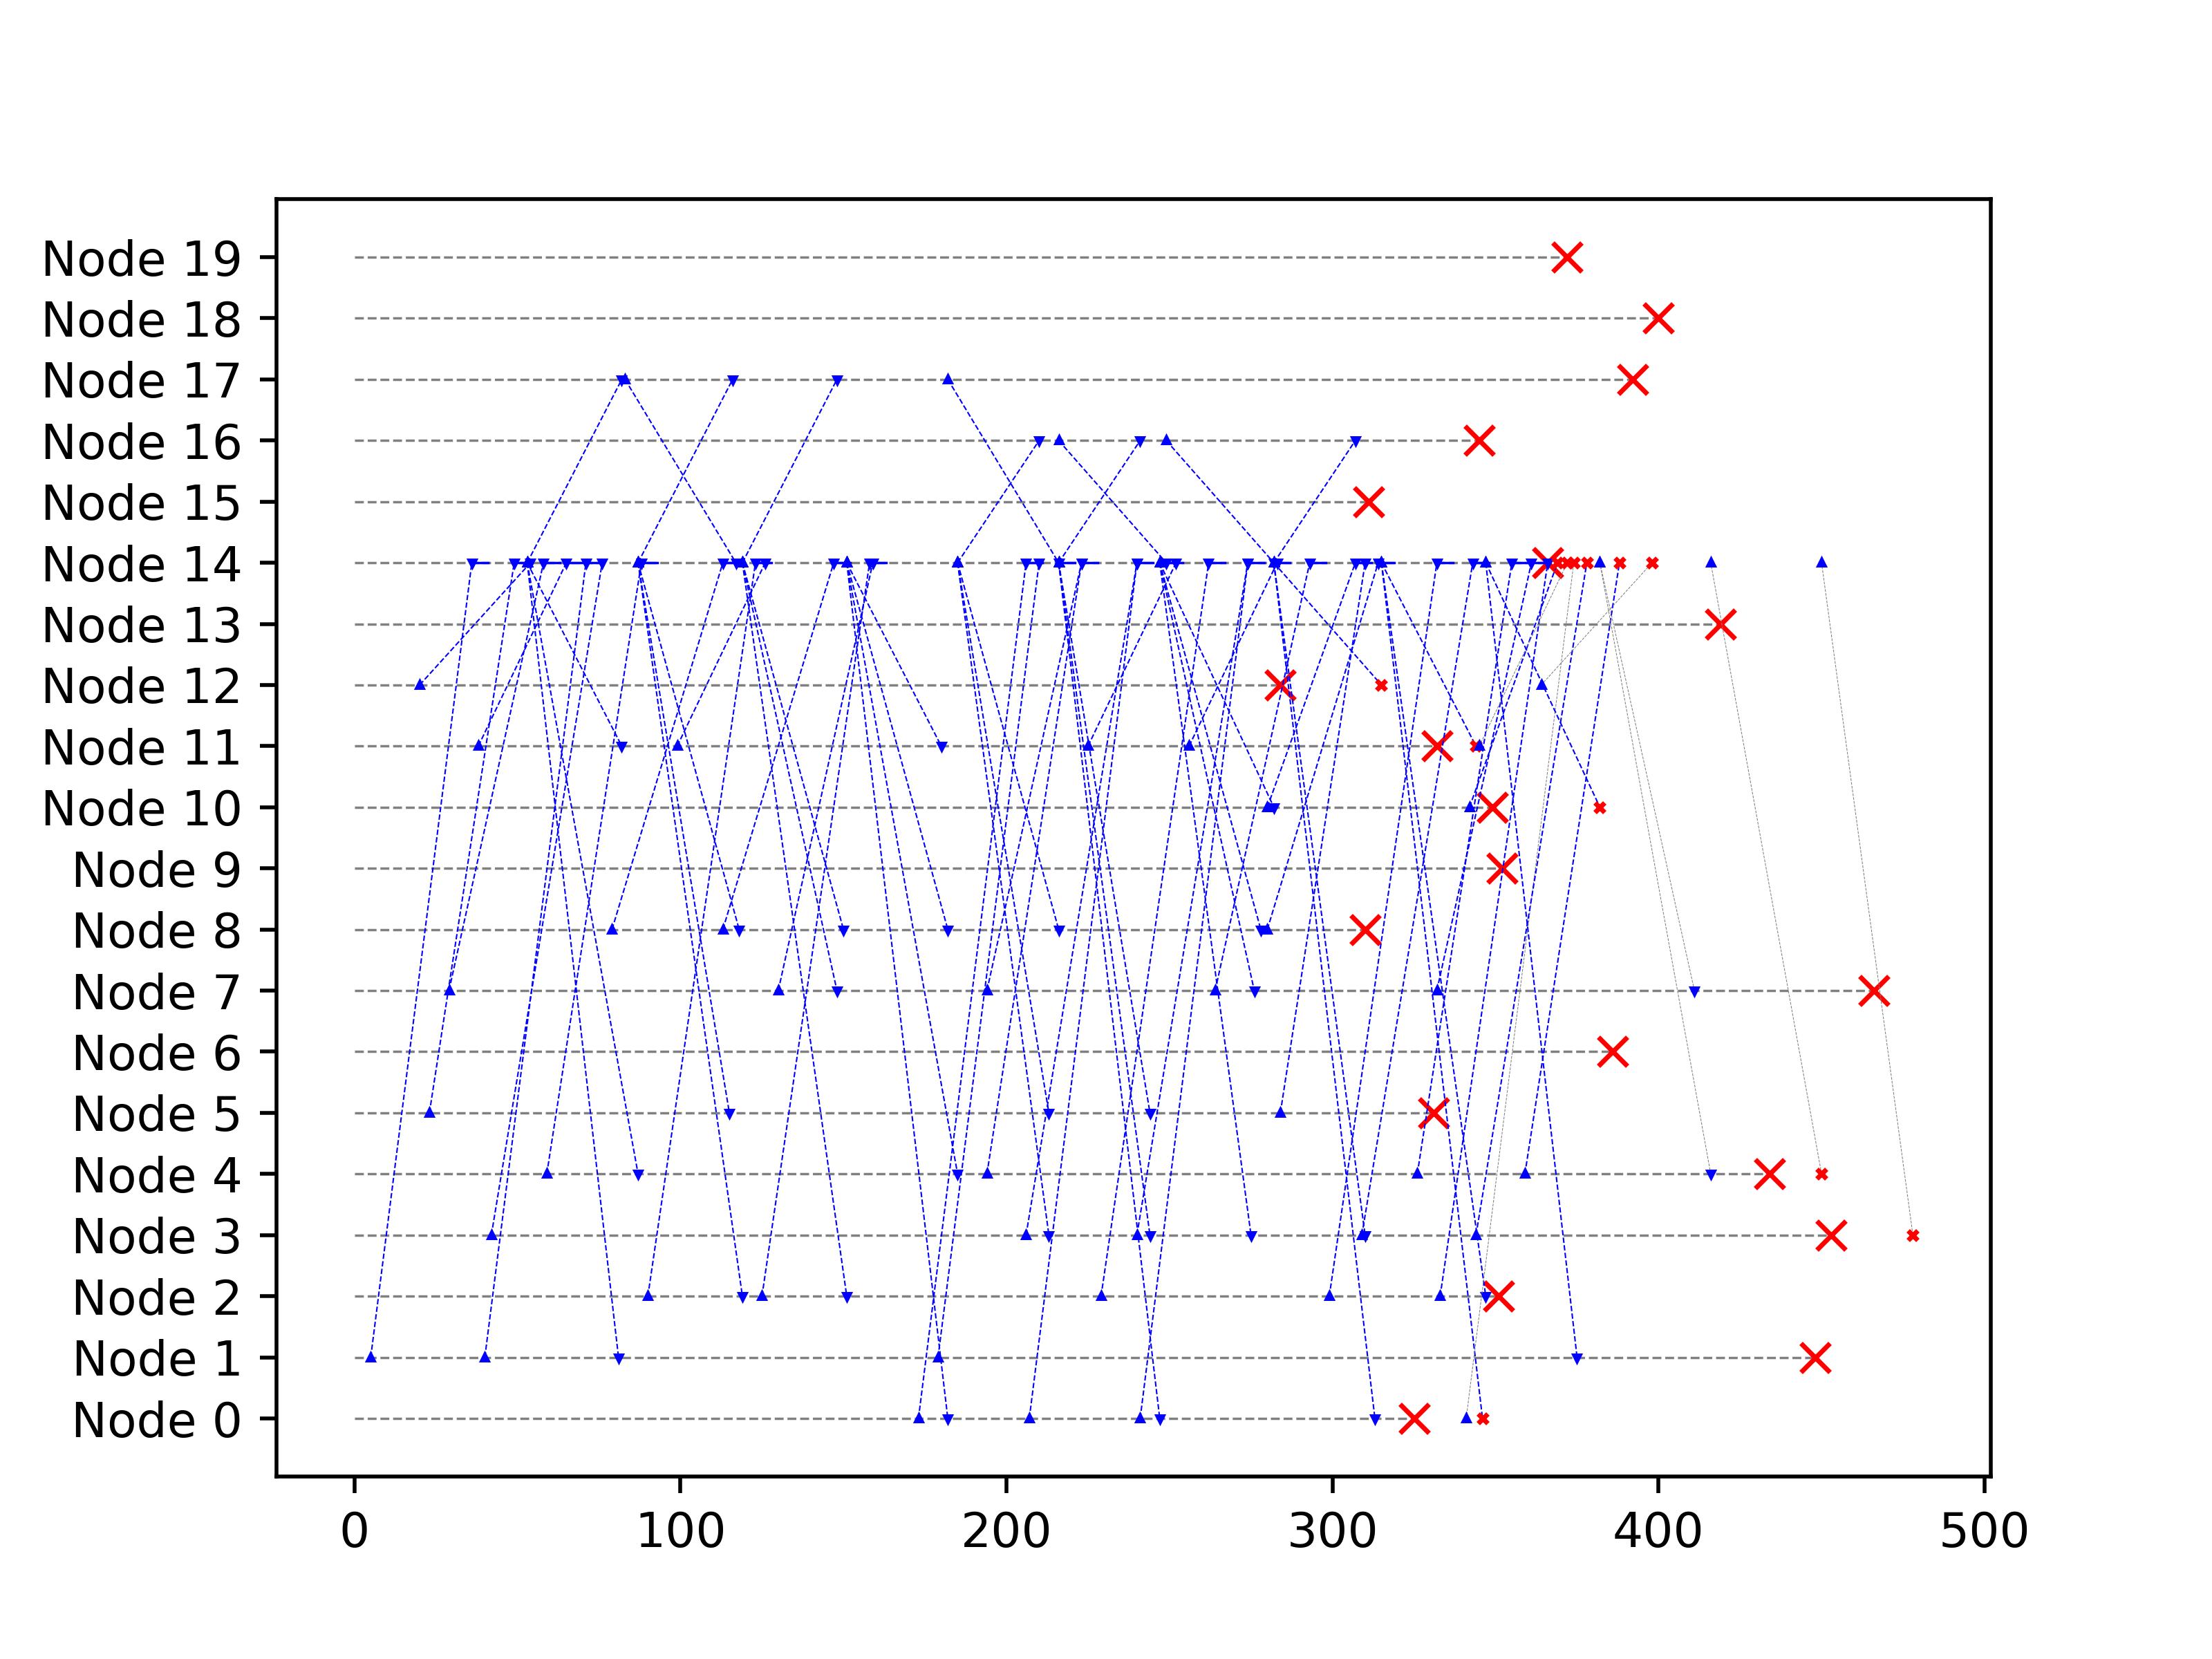 Node 19
Node 18
Node 17
Node 16
Node 15
Node 14
Node 13
Node 12
Node 11
Node 10
Node 9
Node 8
Node 7
Node 6
Node 5
Node 4
Node 3
Node 2
Node 1
Node 0
0 100 200 300 400 500